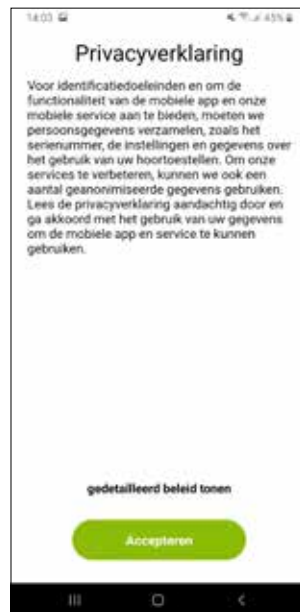 14:03
45%
Privacyverklaring
Voor identificatiedoeleinden en om de
functionaliteit van de mobiele app en onze
mobiele service aan te bieden, moeten we
persoonsgegevens verzamelen, zoals het
serienummer, de instellingen en gegevens over
het gebruik van uw hoortoestellen. Om onze
services te verbeteren, kunnen we ook een
aantal geanonimiseerde gegevens gebruiken.
Lees de privacyverklaring aandachtig door en
ga akkoord met het gebruik van uw gegevens
om de mobiele app en service te kunnen
gebruiken.
gedetailleerd beleid tonen
Accepteren